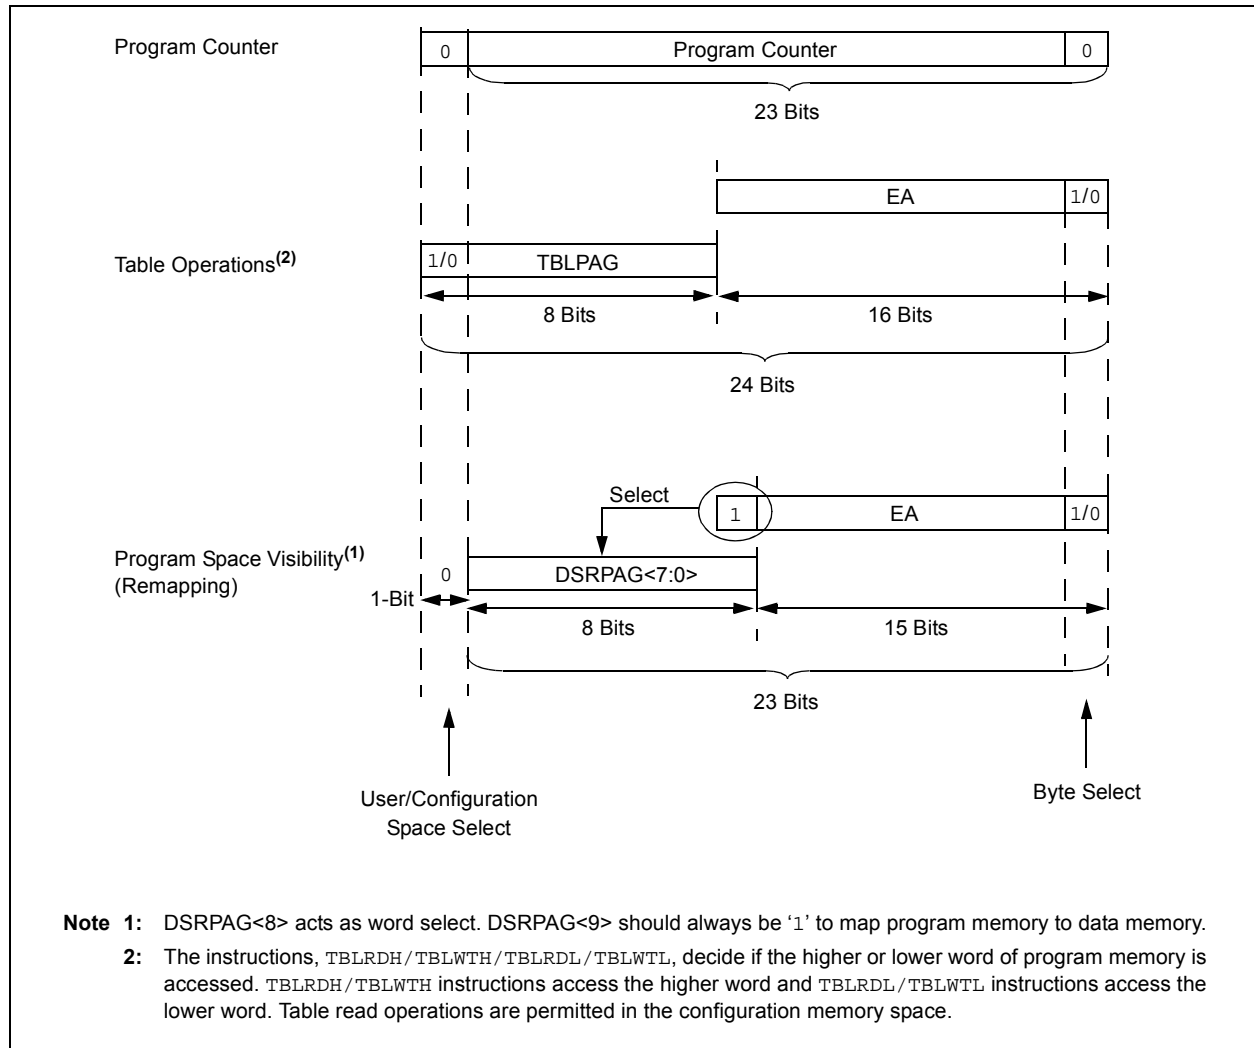 Program Counter
0 Program Counter 0
23 Bits
EA 1/0
Table Operations(2)
1/0 TBLPAG
8 Bits 16 Bits
24 Bits
Select
1 EA 1/0
Program Space Visibility(1)
(Remapping)
0 DSRPAG<7:0>
1-Bit
8 Bits 15 Bits
23 Bits
User/Configuration
Space Select
Byte Select
Note 1: DSRPAG<8> acts as word select. DSRPAG<9> should always be ‘1’ to map program memory to data memory.
2: The instructions, TBLRDH/TBLWTH/TBLRDL/TBLWTL, decide if the higher or lower word of program memory is
accessed. TBLRDH/TBLWTH instructions access the higher word and TBLRDL/TBLWTL instructions access the
lower word. Table read operations are permitted in the configuration memory space.